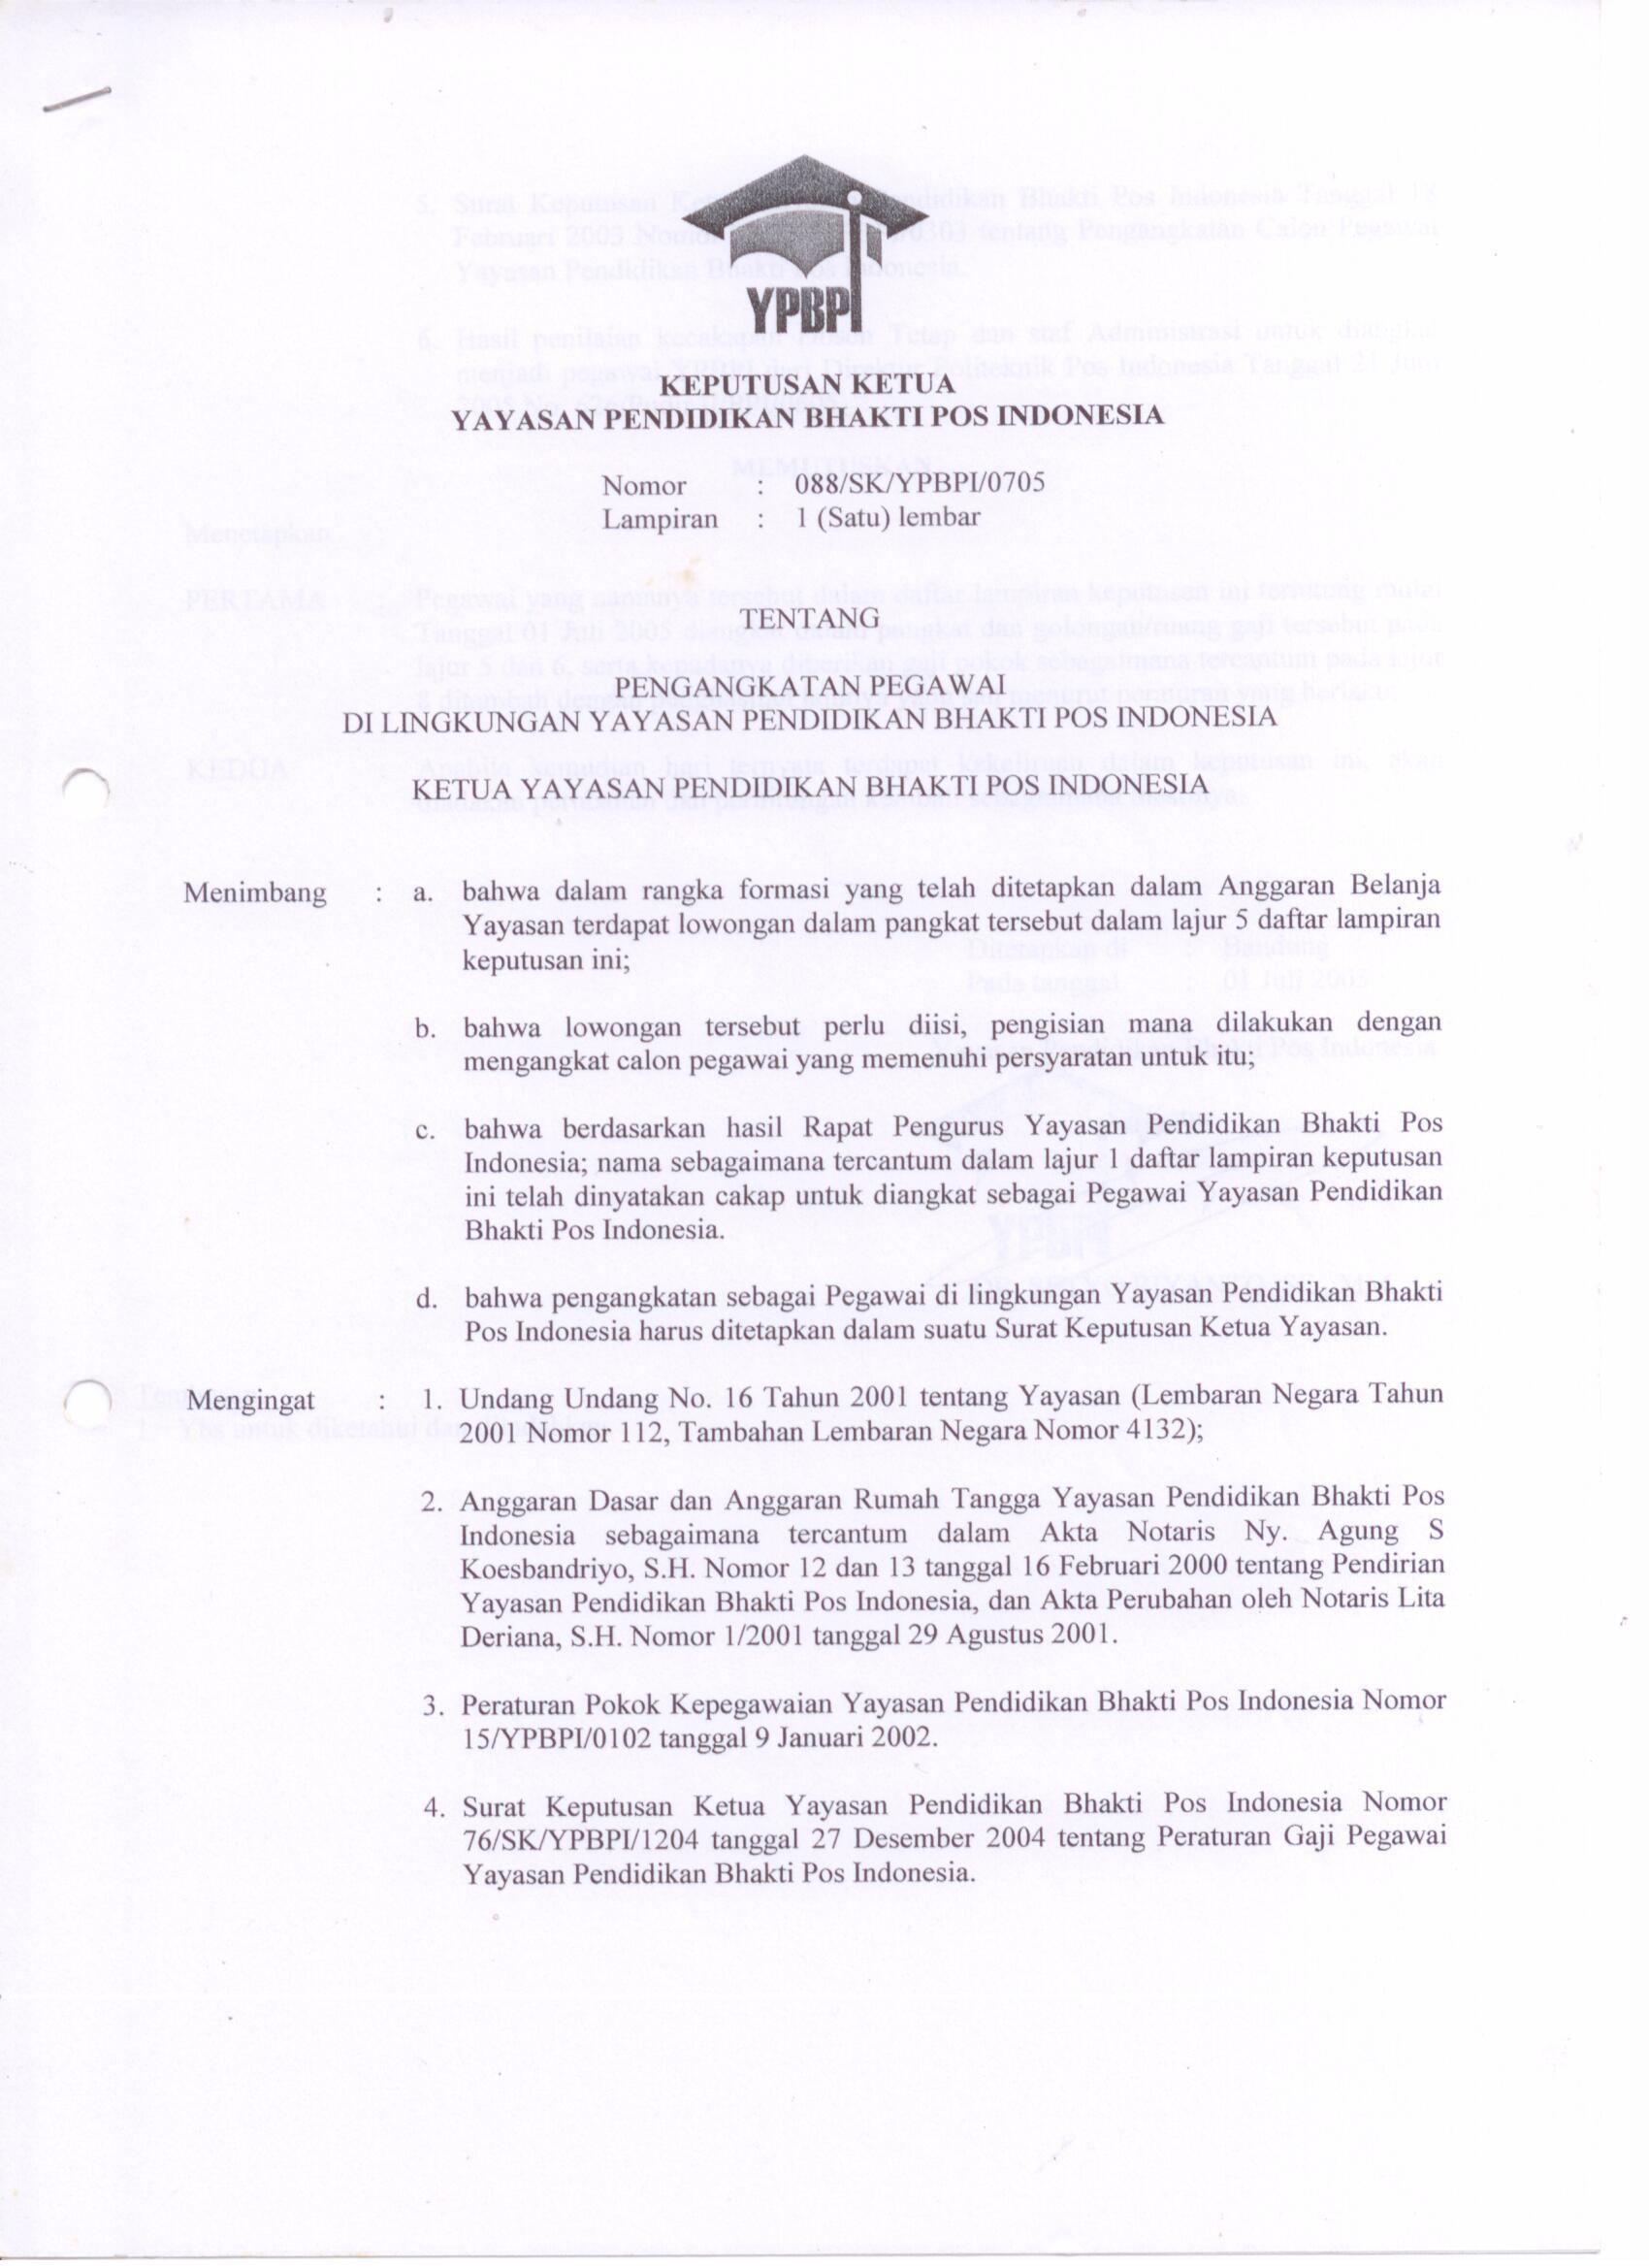 YPBPI
KEPUTUSAN KETUA
YAYASAN PENDIDIKAN BHAKTI POS INDONESIA
Nomor : 088/SK/YPBPI/0705
Lampiran : 1 (Satu) lembar
TENTANG
PENGANGKATAN PEGAWAI
DI LINGKUNGAN YAYASAN PENDIDIKAN BHAKTI POS INDONESIA
KETUA YAYASAN PENDIDIKAN BHAKTI POS INDONESIA
Menimbang : a. bahwa dalam rangka formasi yang telah ditetapkan dalam Anggaran Belanja
Yayasan terdapat lowongan dalam pangkat tersebut dalam lajur 5 daftar lampiran
keputusan ini;
b. bahwa lowongan tersebut perlu diisi, pengisian mana dilakukan dengan
mengangkat calon pegawai yang memenuhi persyaratan untuk itu;
c. bahwa berdasarkan hasil Rapat Pengurus Yayasan Pendidikan Bhakti Pos
Indonesia; nama sebagaimana tercantum dalam lajur 1 daftar lampiran keputusan
ini telah dinyatakan cakap untuk diangkat sebagai Pegawai Yayasan Pendidikan
Bhakti Pos Indonesia.
d. bahwa pengangkatan sebagai Pegawai di lingkungan Yayasan Pendidikan Bhakti
Pos Indonesia harus ditetapkan dalam suatu Surat Keputusan Ketua Yayasan.
Mengingat : 1. Undang Undang No. 16 Tahun 2001 tentang Yayasan (Lembaran Negara Tahun
2001 Nomor 112, Tambahan Lembaran Negara Nomor 4132);
2. Anggaran Dasar dan Anggaran Rumah Tangga Yayasan Pendidikan Bhakti Pos
Indonesia sebagaimana tercantum dalam Akta Notaris Ny. Agung S
Koesbandriyo, S.H. Nomor 12 dan 13 tanggal 16 Februari 2000 tentang Pendirian
Yayasan Pendidikan Bhakti Pos Indonesia, dan Akta Perubahan oleh Notaris Lita
Deriana, S.H. Nomor 1/2001 tanggal 29 Agustus 2001.
3. Peraturan Pokok Kepegawaian Yayasan Pendidikan Bhakti Pos Indonesia Nomor
15/YPBPI/0102 tanggal 9 Januari 2002.
4. Surat Keputusan Ketua Yayasan Pendidikan Bhakti Pos Indonesia Nomor
76/SK/YPBPI/1204 tanggal 27 Desember 2004 tentang Peraturan Gaji Pegawai
Yayasan Pendidikan Bhakti Pos Indonesia.